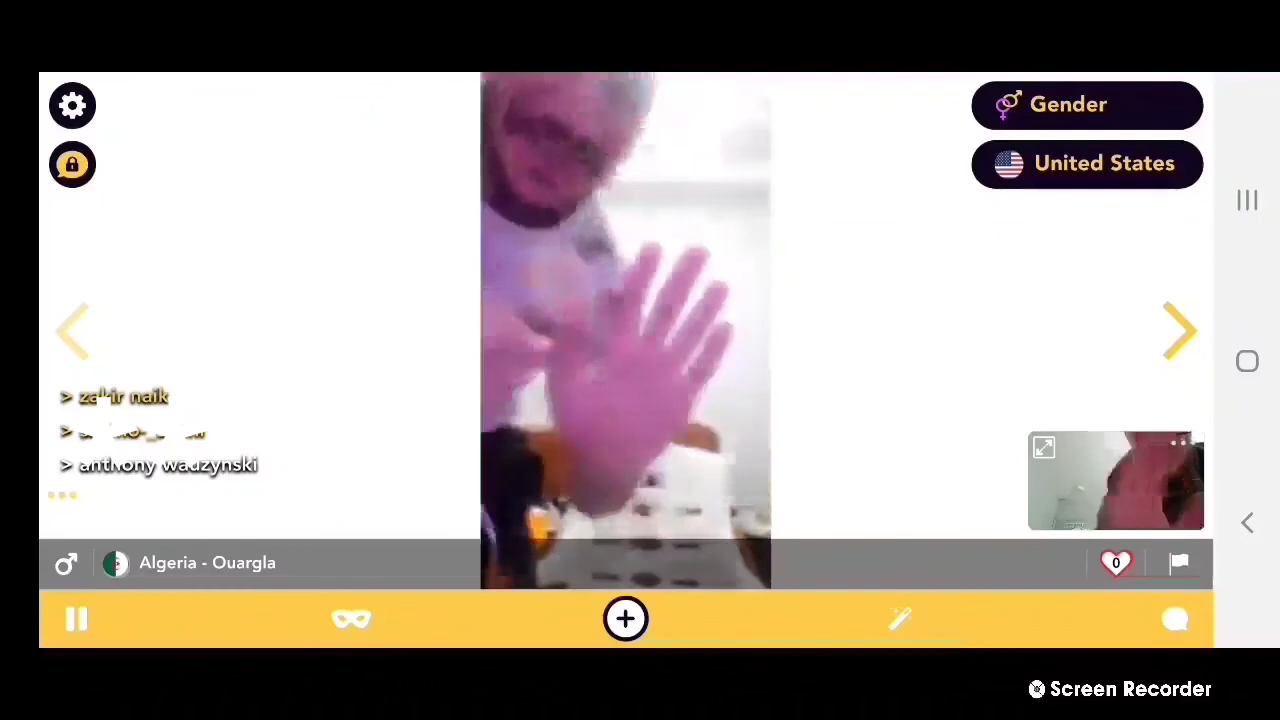 Gender
United States
> zakir naik
>
> anthony wadzynski
Algeria - Ouargla
0
Screen Recorder